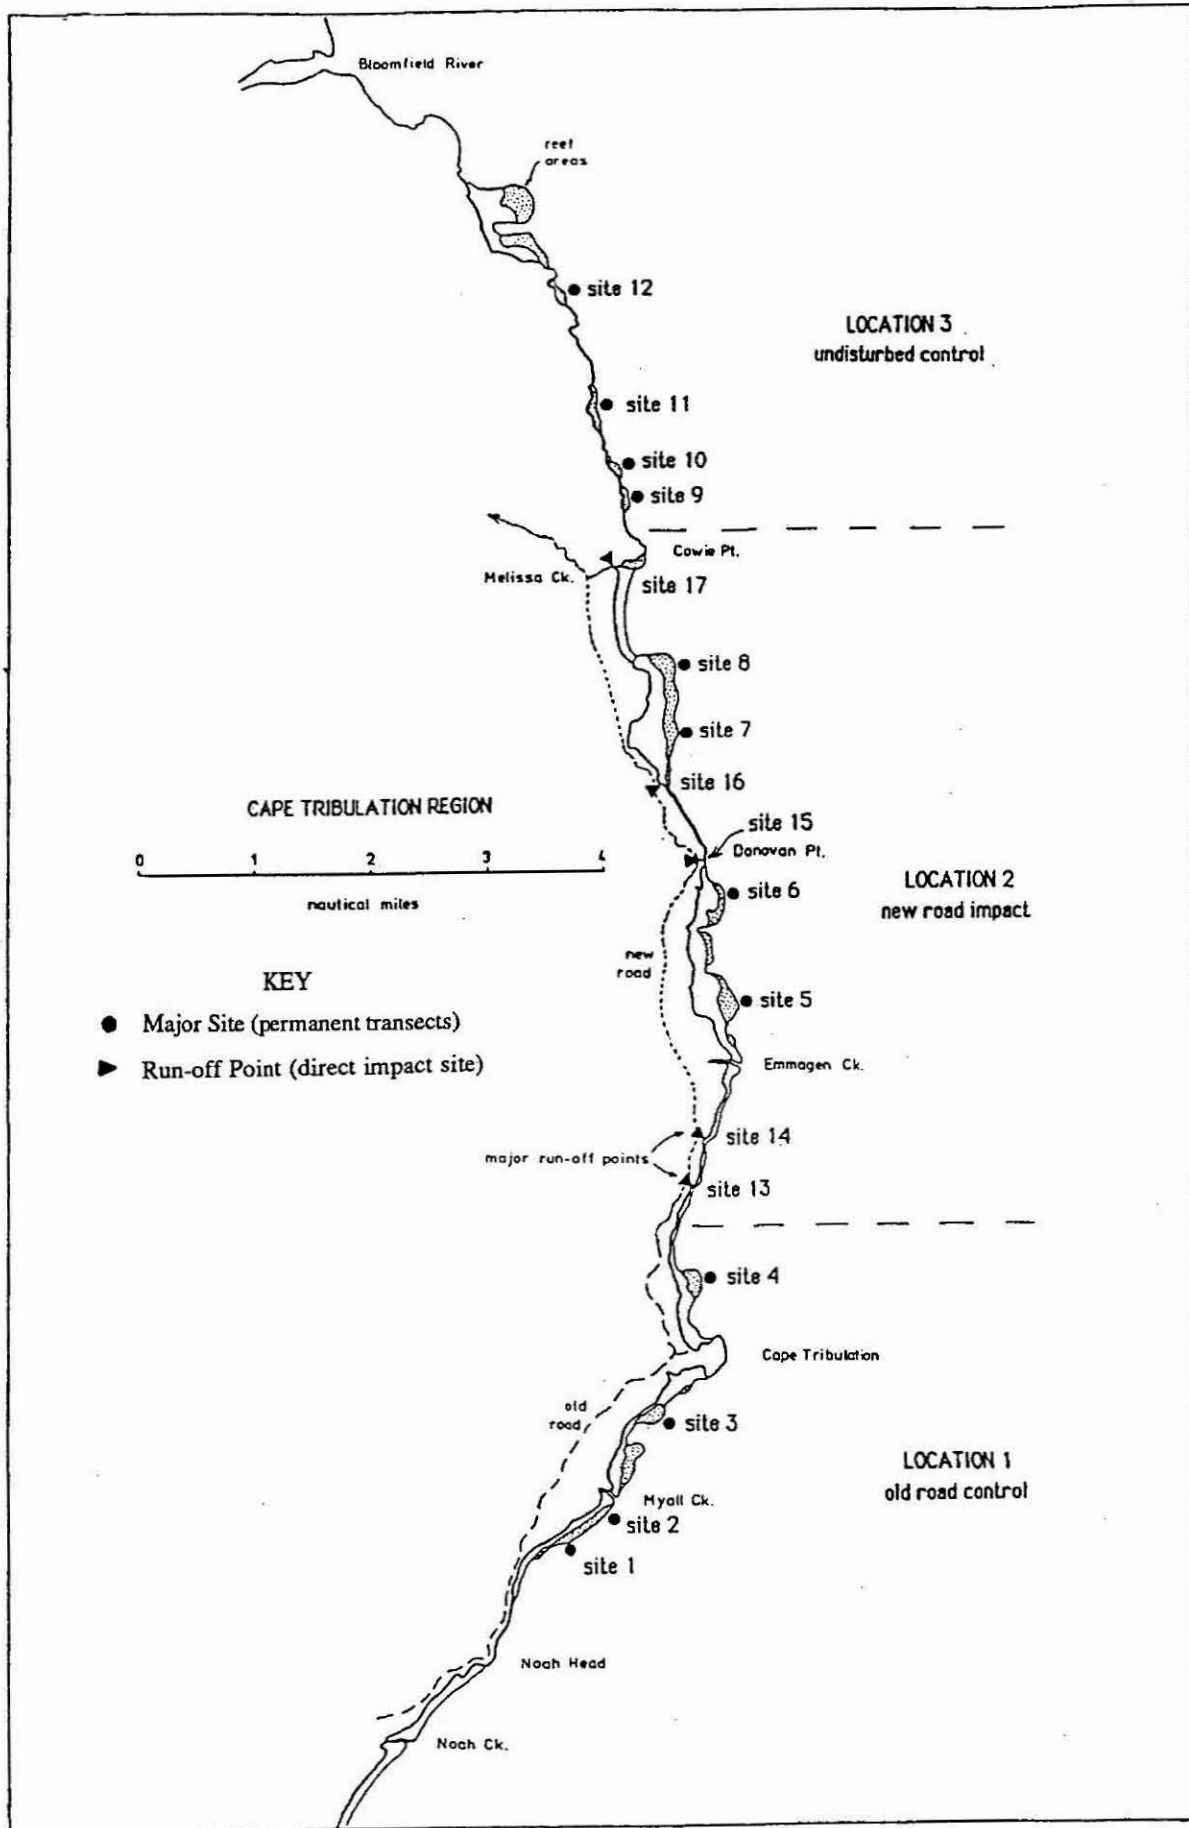 Bloomfield River
reef
areas
site 12
LOCATION 3
undisturbed control
site 11
site 10
site 9
Cowie Pt.
Melissa Ck.
site 17
site 8
site 7
site 16
CAPE TRIBULATION REGION
site 15
Donovan Pt.
0 1 2 3 4
nautical miles
site 6
LOCATION 2
new road impact
new
road
KEY
site 5
Major Site (permanent transects)
Emmagen Ck.
Run-off Point (direct impact site)
site 14
major run-off points
site 13
site 4
Cape Tribulation
old
road
site 3
LOCATION 1
old road control
Myall Ck.
site 2
site 1
Noah Head
Noah Ck.